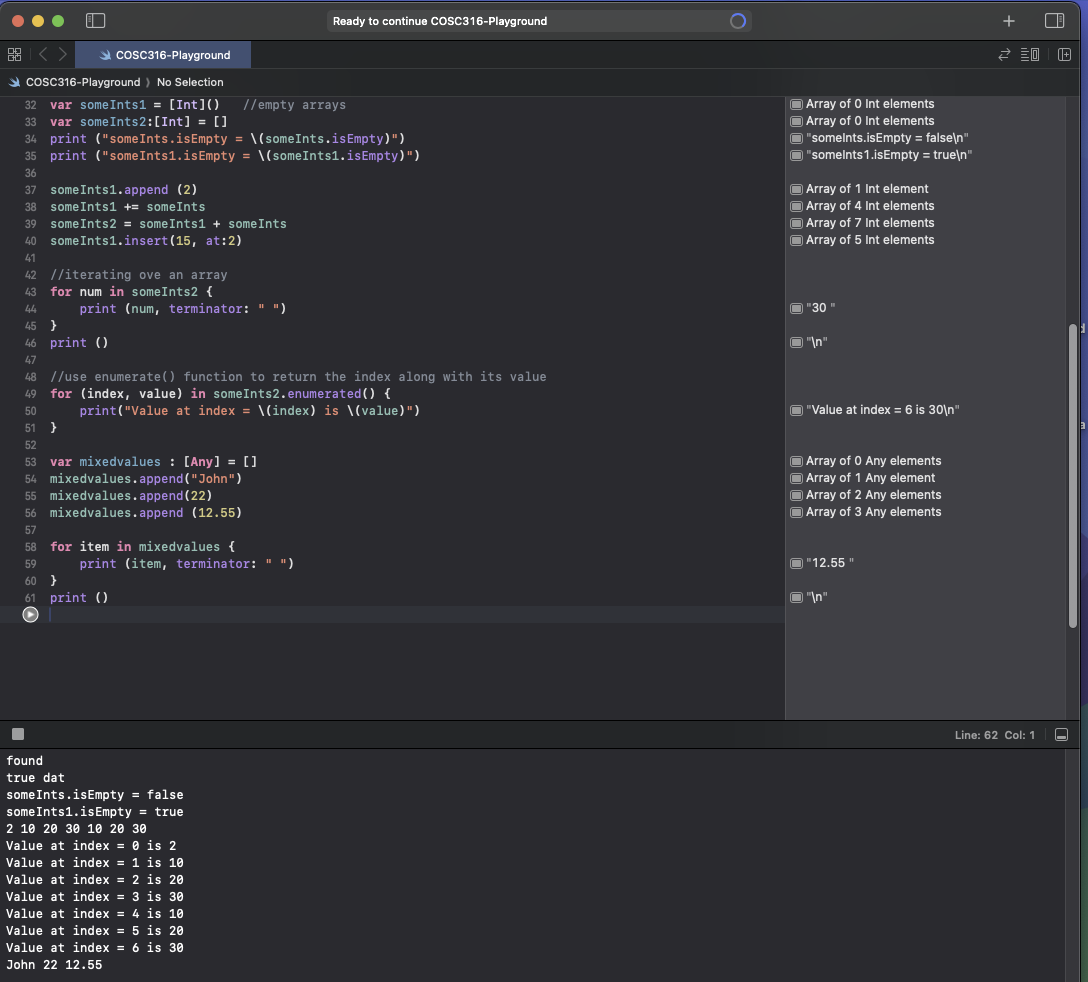 Ready to continue COSC316-Playground
COSC316-Playground
COSC316-Playground ⟩ No Selection
32 var someInts1 = [Int]()   //empty arrays
33 var someInts2:[Int] = []
34 print ("someInts.isEmpty = \(someInts.isEmpty)")
35 print ("someInts1.isEmpty = \(someInts1.isEmpty)")
36
37 someInts1.append (2)
38 someInts1 += someInts
39 someInts2 = someInts1 + someInts
40 someInts1.insert(15, at:2)
41
42 //iterating ove an array
43 for num in someInts2 {
44     print (num, terminator: " ")
45 }
46 print ()
47
48 //use enumerate() function to return the index along with its value
49 for (index, value) in someInts2.enumerated() {
50     print("Value at index = \(index) is \(value)")
51 }
52
53 var mixedvalues : [Any] = []
54 mixedvalues.append("John")
55 mixedvalues.append(22)
56 mixedvalues.append (12.55)
57
58 for item in mixedvalues {
59     print (item, terminator: " ")
60 }
61 print ()
Array of 0 Int elements
Array of 0 Int elements
"someInts.isEmpty = false\n"
"someInts1.isEmpty = true\n"
Array of 1 Int element
Array of 4 Int elements
Array of 7 Int elements
Array of 5 Int elements
"30 "
"\n"
"Value at index = 6 is 30\n"
Array of 0 Any elements
Array of 1 Any element
Array of 2 Any elements
Array of 3 Any elements
"12.55 "
"\n"
Line: 62 Col: 1
found
true dat
someInts.isEmpty = false
someInts1.isEmpty = true
2 10 20 30 10 20 30
Value at index = 0 is 2
Value at index = 1 is 10
Value at index = 2 is 20
Value at index = 3 is 30
Value at index = 4 is 10
Value at index = 5 is 20
Value at index = 6 is 30
John 22 12.55